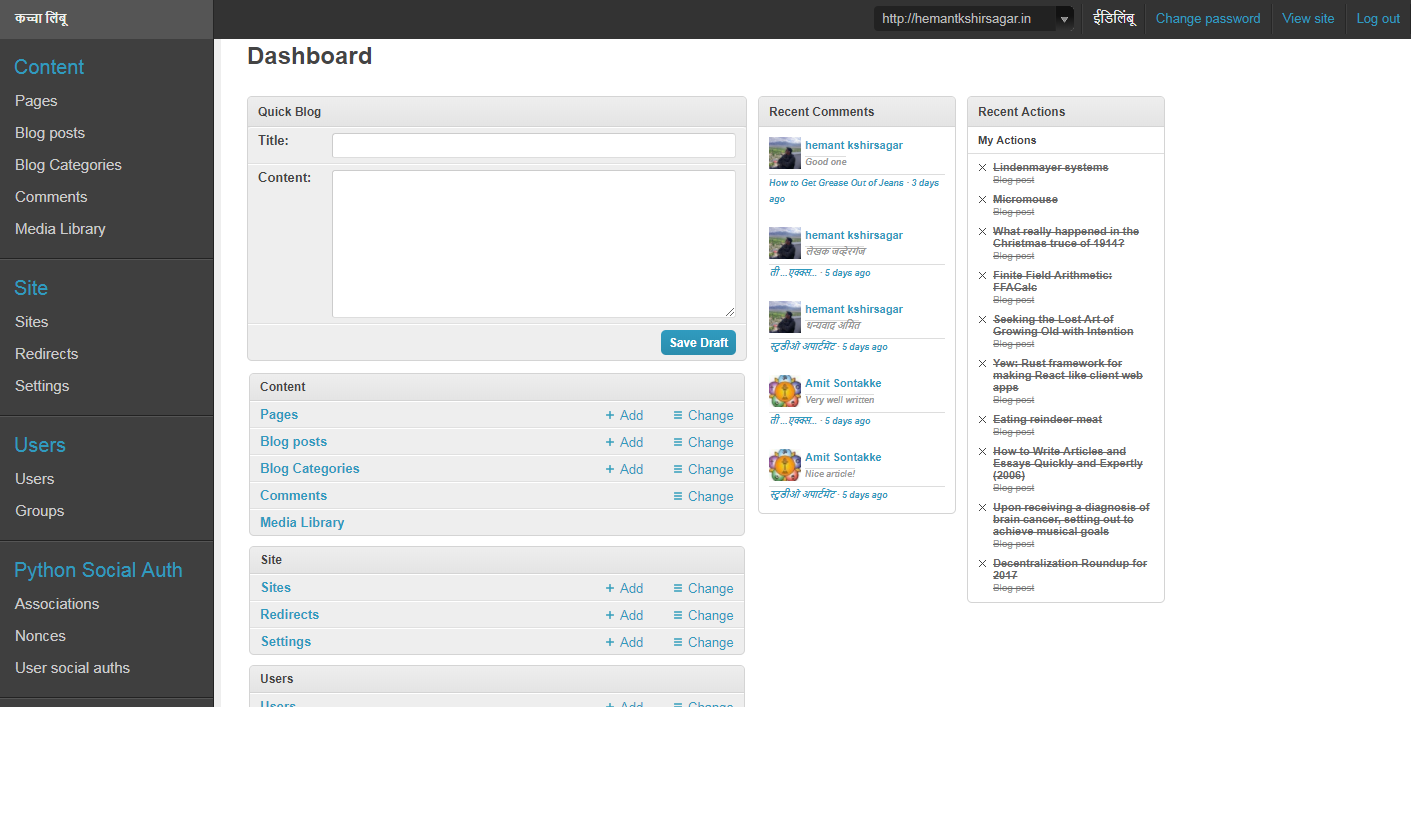 कच्चा लिंबू
http://hemantkshirsagar.in
ईडिलिंबू
Change password
View site
Log out
Content
Pages
Blog posts
Blog Categories
Comments
Media Library
Site
Sites
Redirects
Settings
Users
Users
Groups
Python Social Auth
Associations
Nonces
User social auths
Dashboard
Quick Blog
Title:
Content:
Save Draft
Content
Pages + Add Change
Blog posts + Add Change
Blog Categories + Add Change
Comments Change
Media Library
Site
Sites + Add Change
Redirects + Add Change
Settings + Add Change
Users
Users + Add Change
Recent Comments
hemant kshirsagar
Good one
How to Get Grease Out of Jeans · 3 days
ago
hemant kshirsagar
लेखक जव्हेरगंज
ती ...एक्क्स... · 5 days ago
hemant kshirsagar
धन्यवाद अमित
स्टुडीओ अपार्टमेंट · 5 days ago
Amit Sontakke
Very well written
ती ...एक्क्स... · 5 days ago
Amit Sontakke
Nice article!
स्टुडीओ अपार्टमेंट · 5 days ago
Recent Actions
My Actions
Lindenmayer systems
Blog post
Micromouse
Blog post
What really happened in the
Christmas truce of 1914?
Blog post
Finite Field Arithmetic:
FFACalc
Blog post
Seeking the Lost Art of
Growing Old with Intention
Blog post
Yew: Rust framework for
making React-like client web
apps
Blog post
Eating reindeer meat
Blog post
How to Write Articles and
Essays Quickly and Expertly
(2006)
Blog post
Upon receiving a diagnosis of
brain cancer, setting out to
achieve musical goals
Blog post
Decentralization Roundup for
2017
Blog post